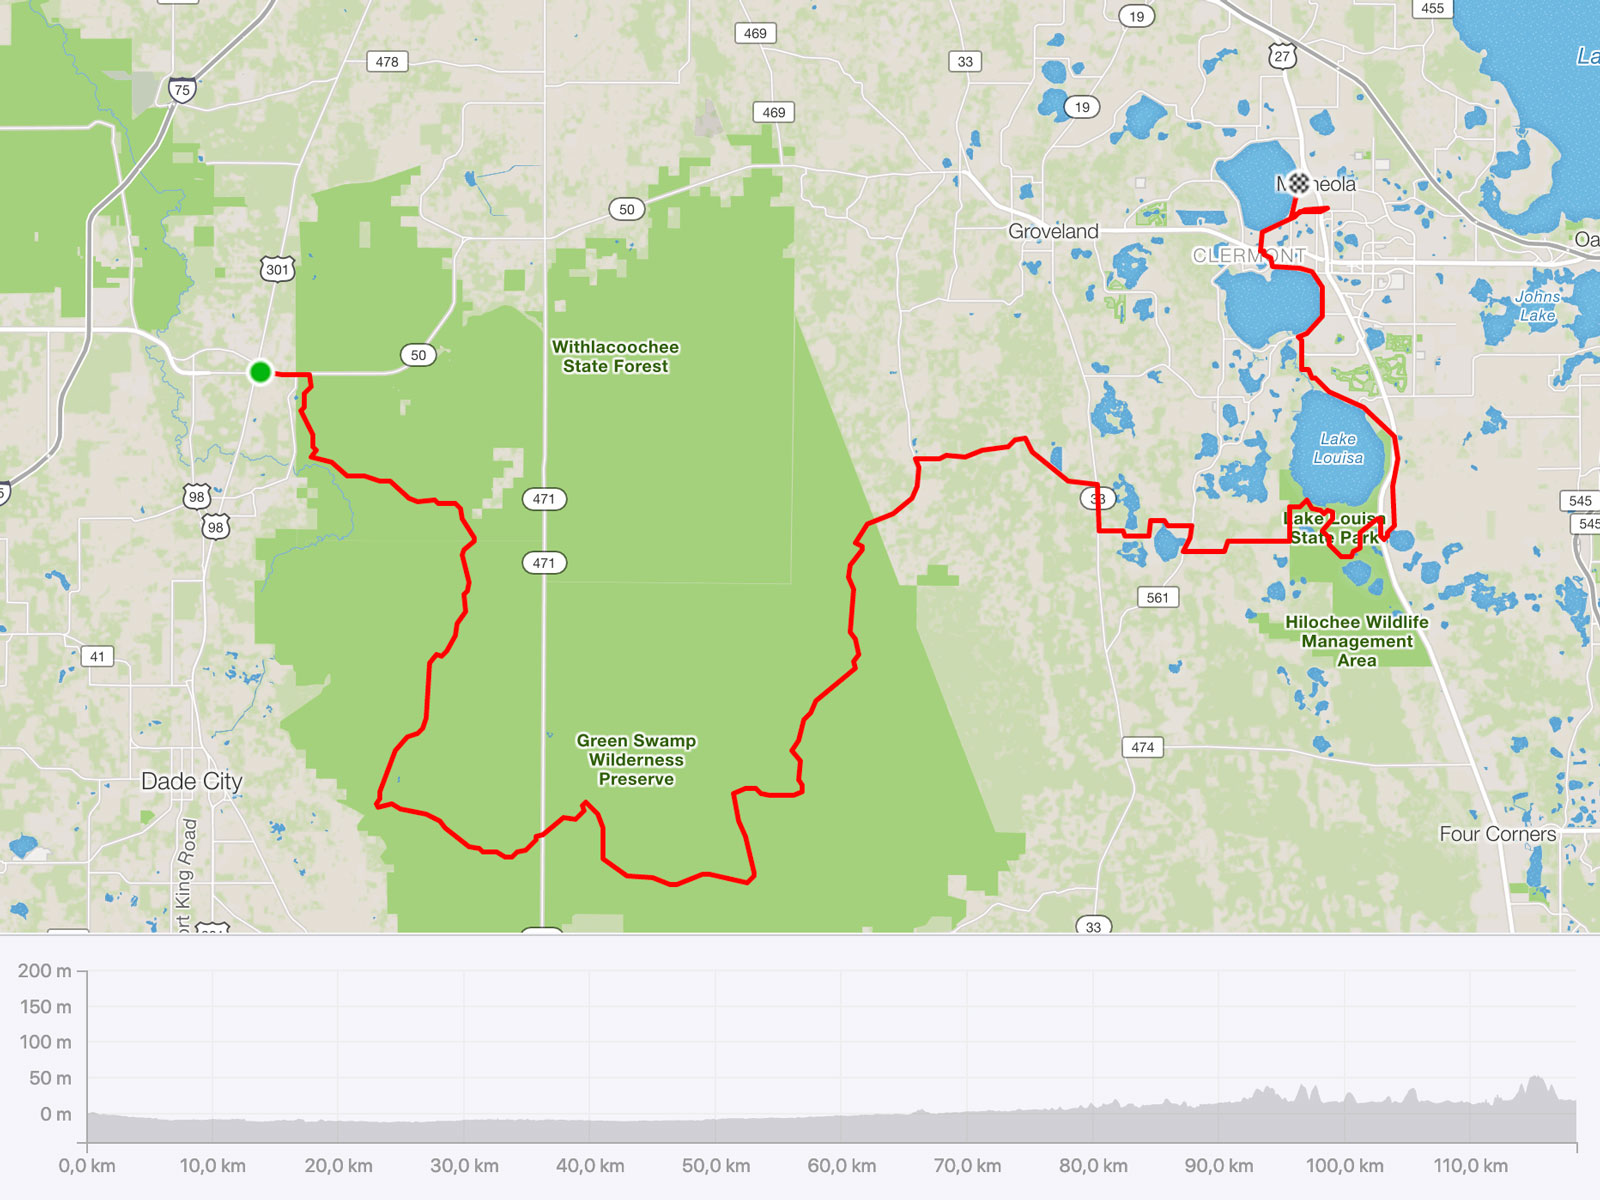 455
19
La
27
469
33
478
75
19
469
Minneola
50
Groveland
Oa
CLERMONT
301
Johns
Lake
50
Withlacoochee
State Forest
Lake
Louisa
98
471
33
545
5
98
Lake Louisa
State Park
545
471
561
Hilochee Wildlife
Management
Area
41
Green Swamp
Wilderness
Preserve
474
Dade City
Four Corners
ort King Road
33
200 m
150 m
100 m
50 m
0 m
0,0 km
10,0 km
20,0 km
30,0 km
40,0 km
50,0 km
60,0 km
70,0 km
80,0 km
90,0 km
100,0 km
110,0 km